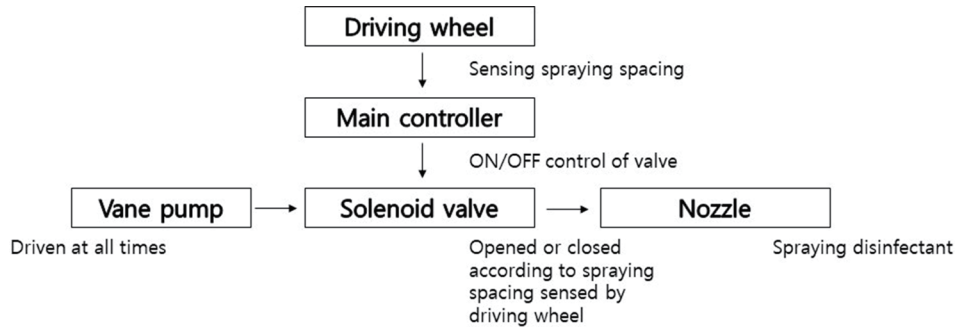 Driving wheel
Sensing spraying spacing
Main controller
ON/OFF control of valve
Vane pump
Solenoid valve
Nozzle
Driven at all times
Opened or closed
according to spraying
spacing sensed by
driving wheel
Spraying disinfectant